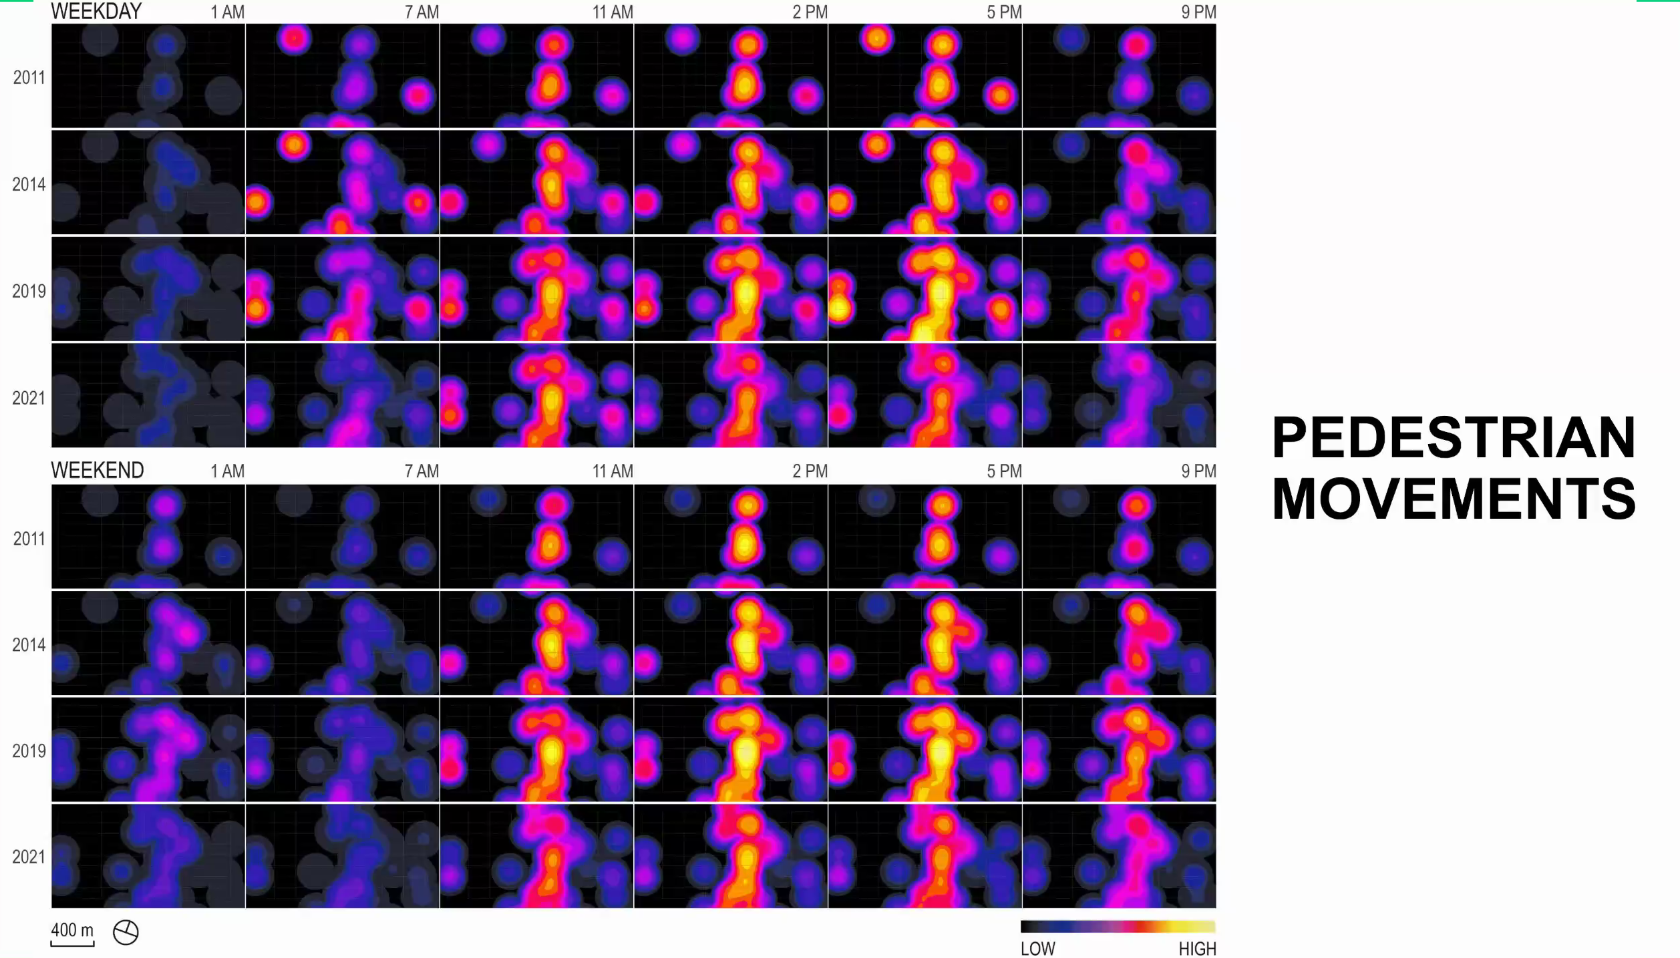 WEEKDAY 1 AM 7 AM 11 AM 2 PM 5 PM 9 PM
2011
2014
2019
2021
WEEKEND 1 AM 7 AM 11 AM 2 PM 5 PM 9 PM
2011
2014
2019
2021
400 m
LOW HIGH
PEDESTRIAN
MOVEMENTS